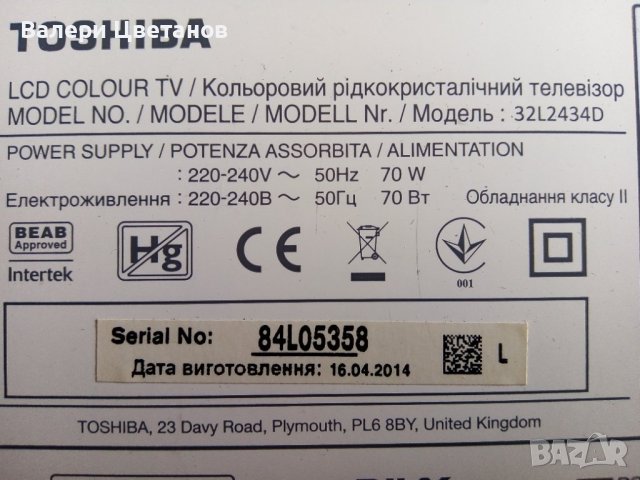 Валери Цветанов
TOSHIBA
LCD COLOUR TV / Кольоровий рідкокристалічний телевізор
MODEL NO. / MODELE / MODELL Nr. / Модель : 32L2434D
POWER SUPPLY / POTENZA ASSORBITA / ALIMENTATION
: 220-240V ~ 50Hz 70 W
Електроживлення : 220-240В ~ 50Гц 70 Вт Обладнання класу II
BEAB
Approved
Intertek
Hg
CE
001
Serial No: 84L05358
L
Дата виготовлення: 16.04.2014
TOSHIBA, 23 Davy Road, Plymouth, PL6 8BY, United Kingdom
BAZAR